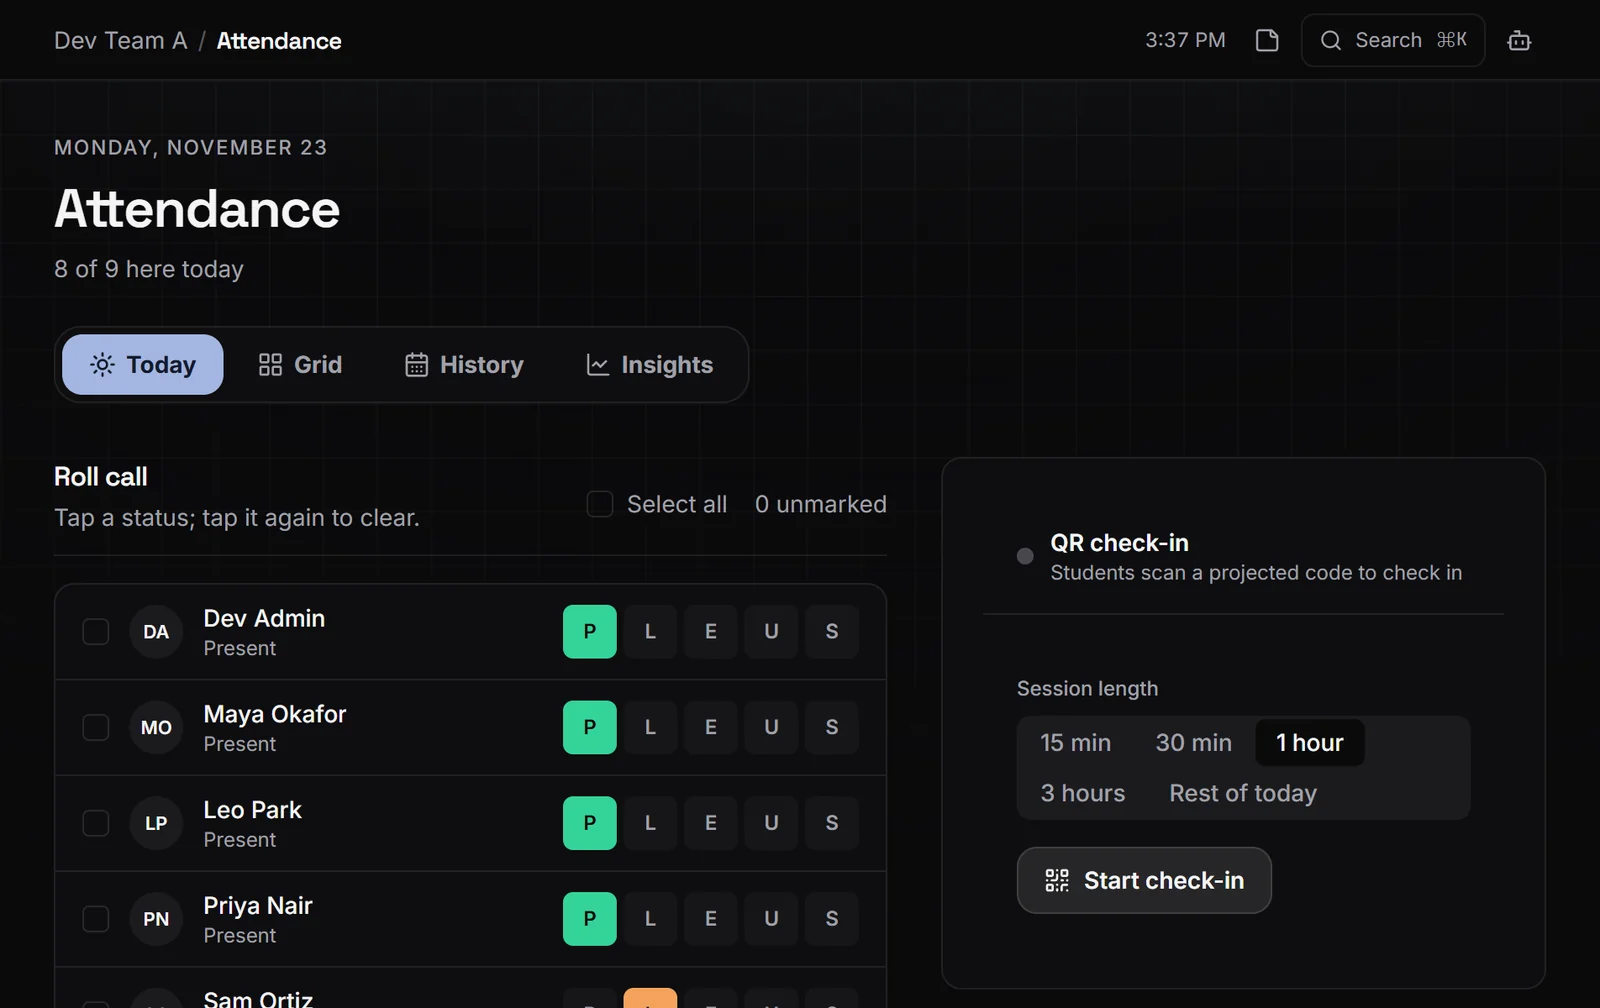 Dev Team A / Attendance
3:37 PM
Search ⌘K
MONDAY, NOVEMBER 23
Attendance
8 of 9 here today
Today
Grid
History
Insights
Roll call
Tap a status; tap it again to clear.
Select all
0 unmarked
DA
Dev Admin
Present
P L E U S
MO
Maya Okafor
Present
P L E U S
LP
Leo Park
Present
P L E U S
PN
Priya Nair
Present
P L E U S
Sam Ortiz
QR check-in
Students scan a projected code to check in
Session length
15 min
30 min
1 hour
3 hours
Rest of today
Start check-in